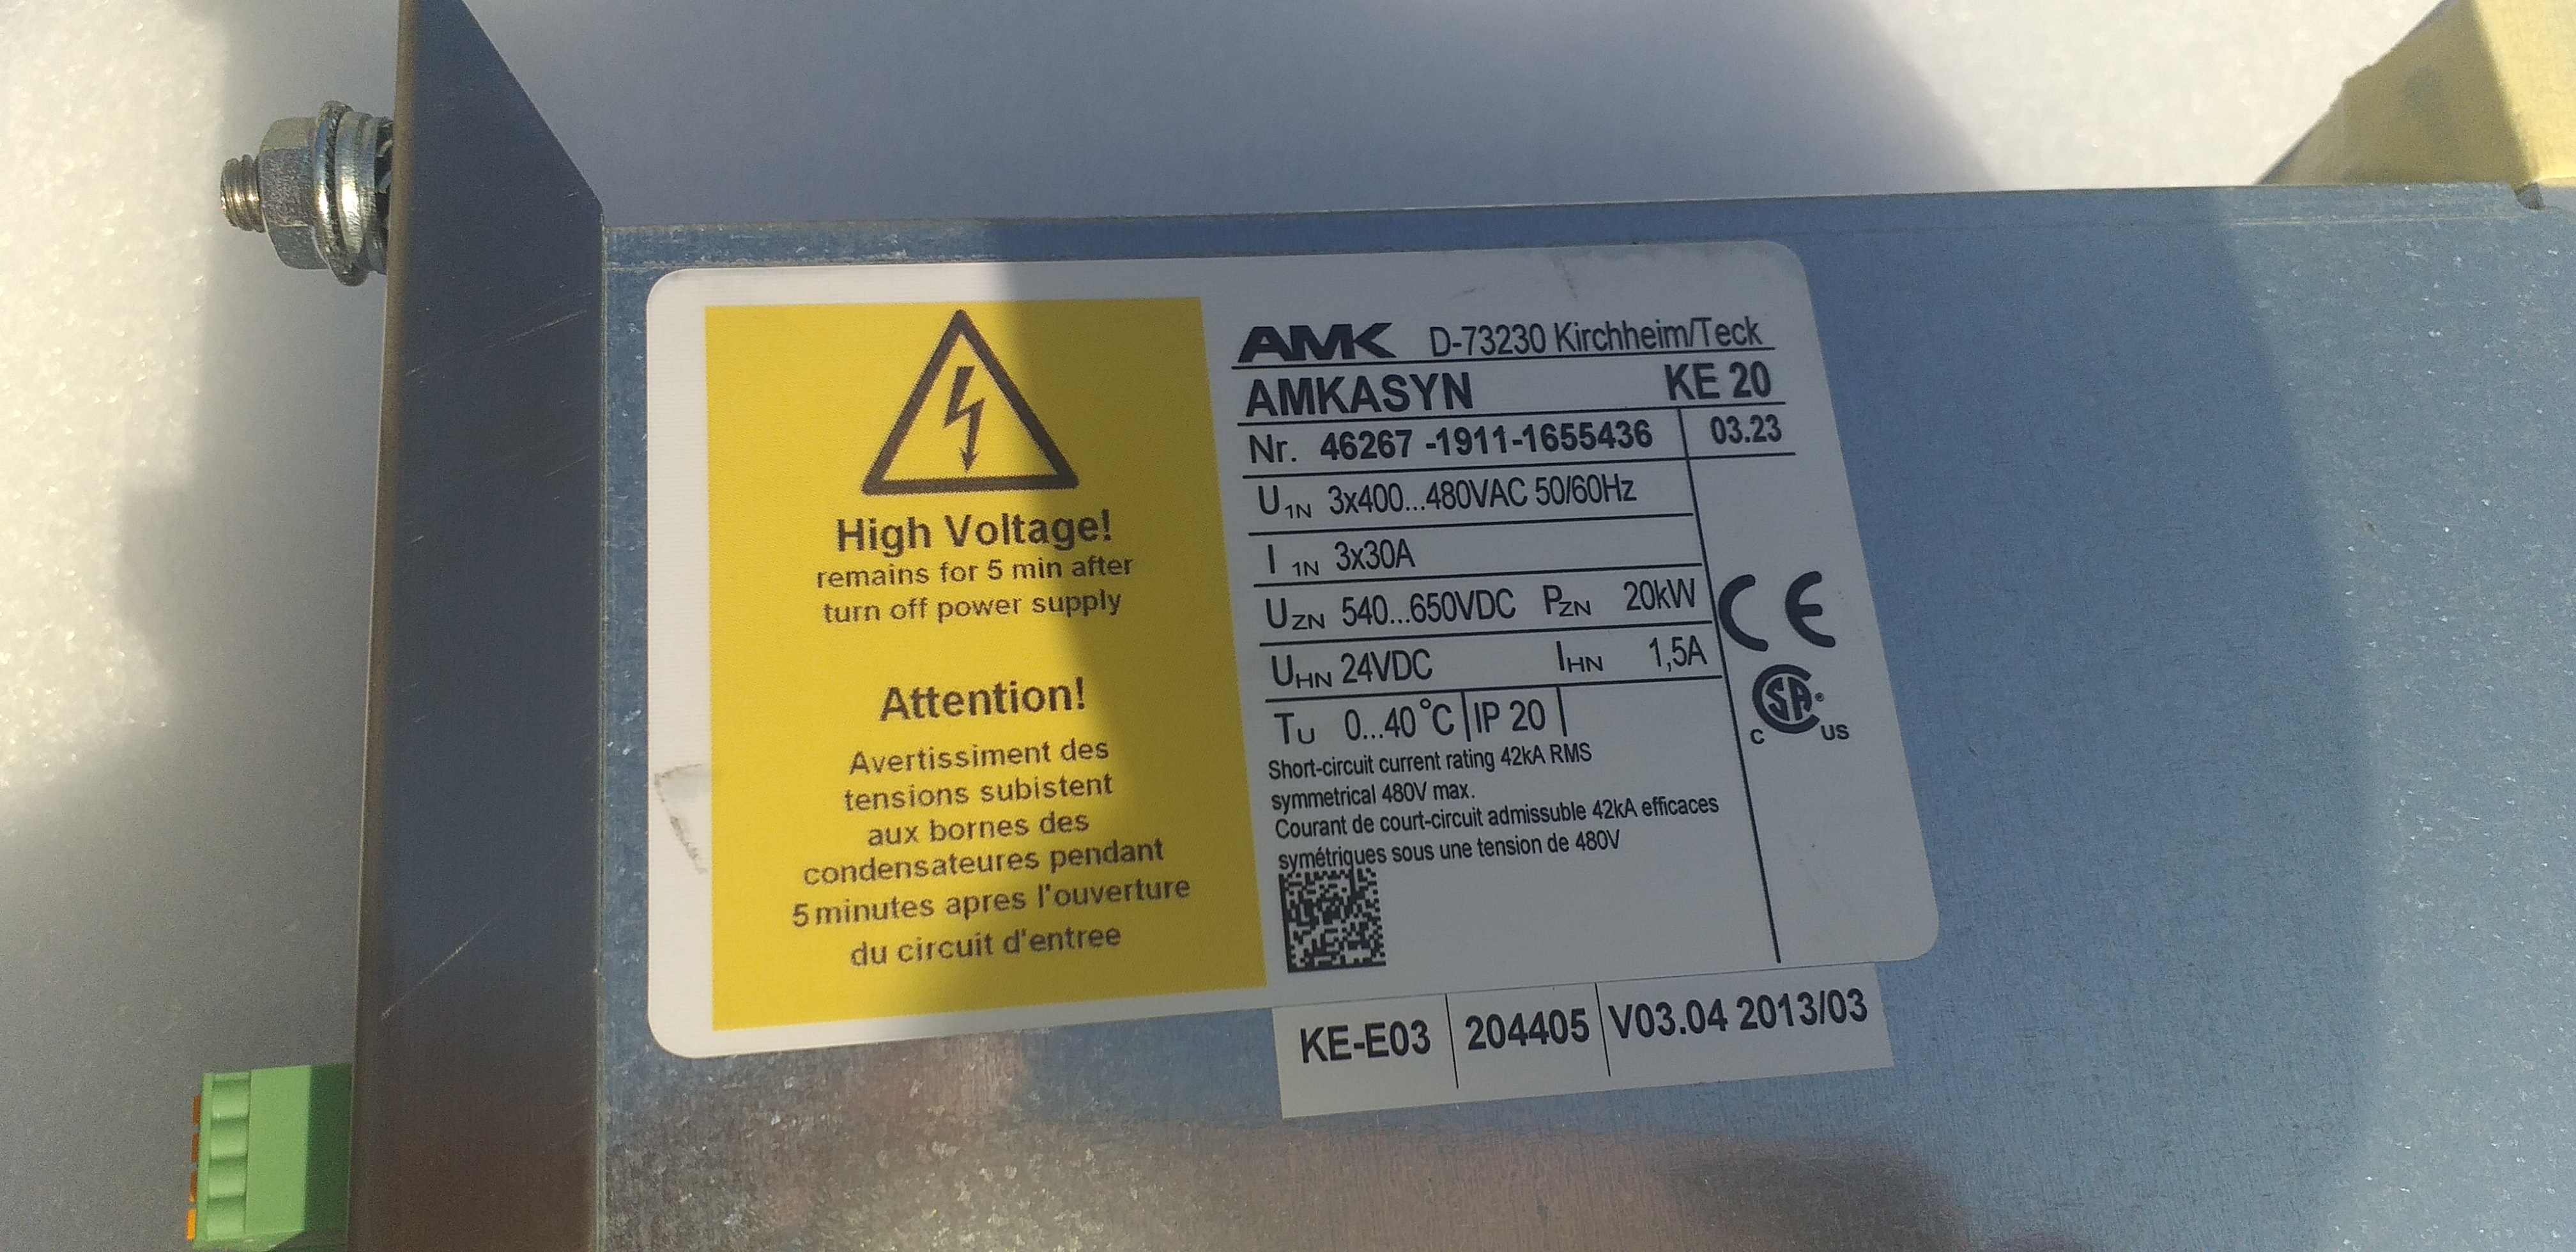 High Voltage!
remains for 5 min after
turn off power supply
Attention!
Avertissiment des
tensions subistent
aux bornes des
condensateures pendant
5 minutes apres l'ouverture
du circuit d'entree
AMK D-73230 Kirchheim/Teck
AMKASYN KE 20
Nr. 46267 -1911-1655436 03.23
U1N 3x400...480VAC 50/60Hz
I 1N 3x30A
UZN 540...650VDC PZN 20kW
UHN 24VDC IHN 1,5A
TU 0...40°C IP 20
CE
C SA® US
Short-circuit current rating 42kA RMS
symmetrical 480V max.
Courant de court-circuit admissuble 42kA efficaces
symétriques sous une tension de 480V
KE-E03 204405 V03.04 2013/03